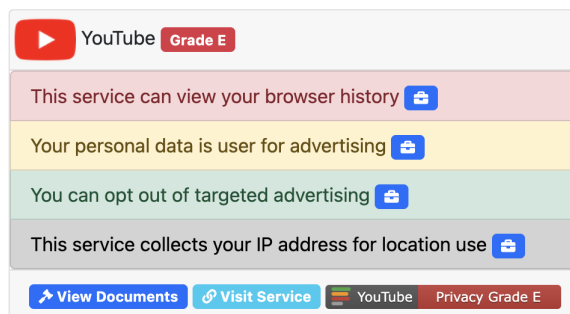 YouTube Grade E
This service can view your browser history
Your personal data is user for advertising
You can opt out of targeted advertising
This service collects your IP address for location use
View Documents Visit Service YouTube Privacy Grade E